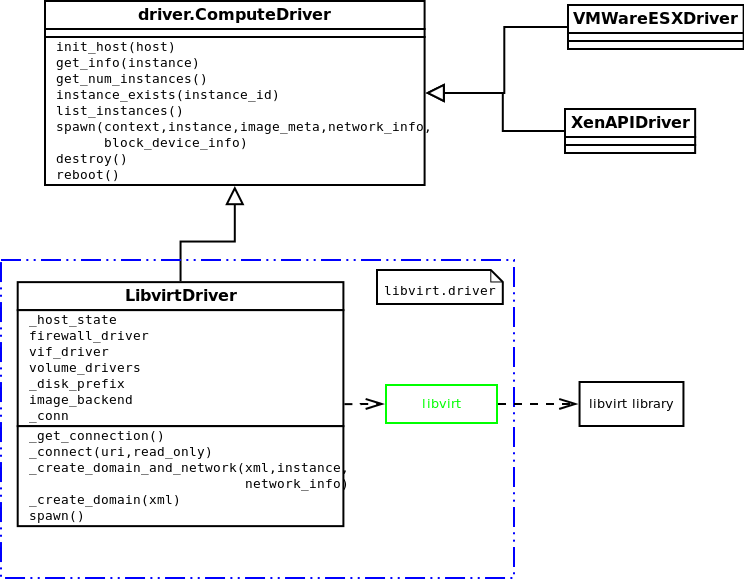 driver.ComputeDriver
init_host(host)
get_info(instance)
get_num_instances()
instance_exists(instance_id)
list_instances()
spawn(context,instance,image_meta,network_info,
block_device_info)
destroy()
reboot()
VMWareESXDriver
XenAPIDriver
LibvirtDriver
_host_state
firewall_driver
vif_driver
volume_drivers
_disk_prefix
image_backend
_conn
_get_connection()
_connect(uri,read_only)
_create_domain_and_network(xml,instance,
network_info)
_create_domain(xml)
spawn()
libvirt.driver
libvirt
libvirt library